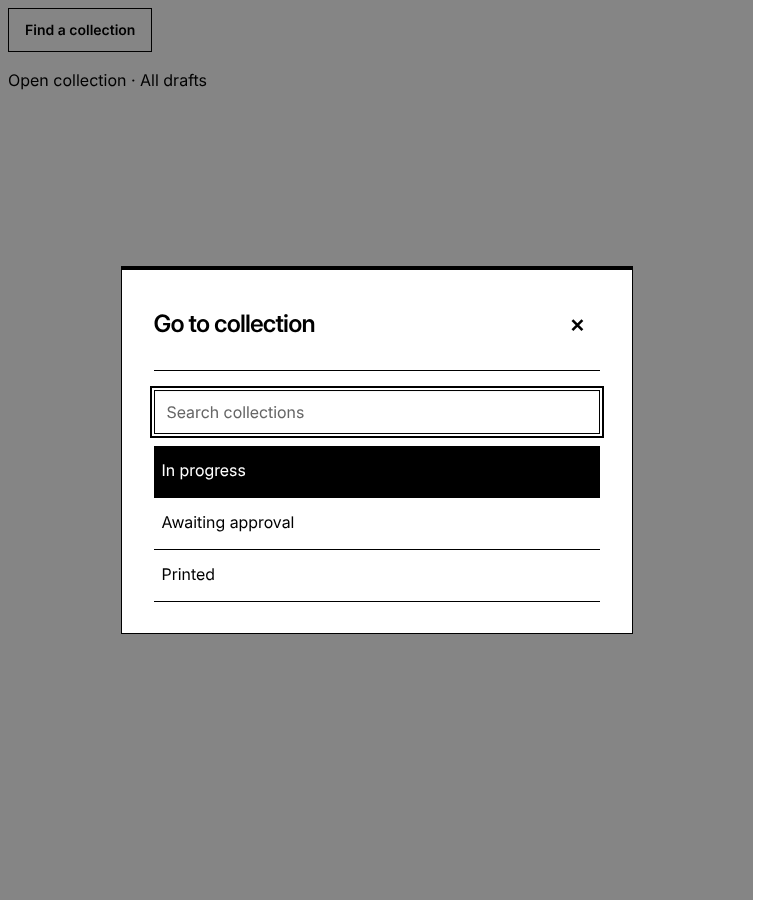 Find a collection
Open collection · All drafts
Go to collection
×
Search collections
In progress
Awaiting approval
Printed